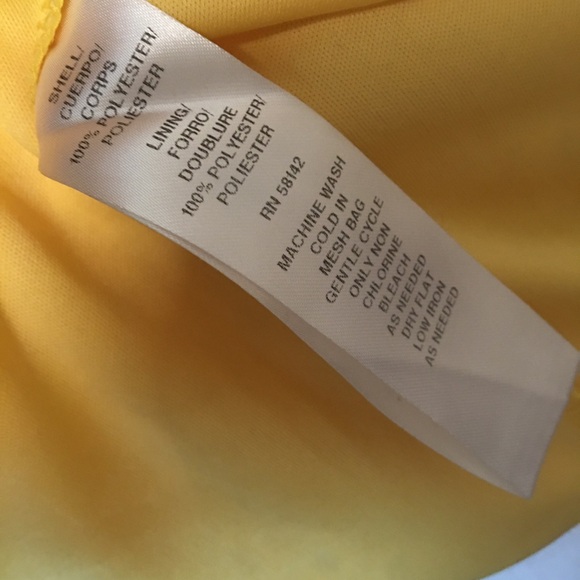 SHELL/
CUERPO/
CORPS
100% POLYESTER/
POLIESTER
LINING/
FORRO/
DOUBLURE
100% POLYESTER/
POLIESTER
RN 58142
MACHINE WASH
COLD IN
MESH BAG
GENTLE CYCLE
ONLY NON
CHLORINE
BLEACH
AS NEEDED
DRY FLAT
LOW IRON
AS NEEDED